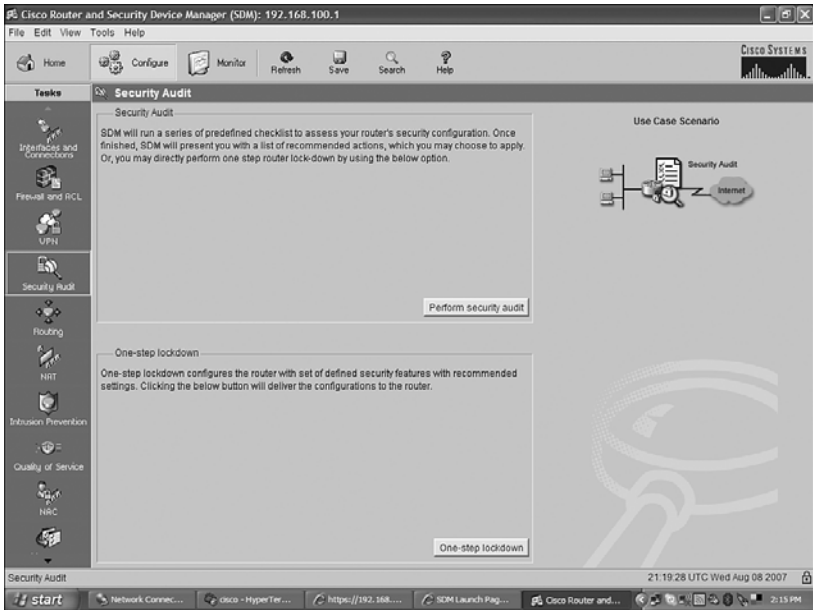 Cisco Router and Security Device Manager (SDM): 192.168.100.1
File Edit View Tools Help
Home Configure Monitor Refresh Save Search Help
CISCO SYSTEMS
Tasks
Security Audit
Interfaces and
Connections
Firewall and ACL
VPN
Security Audit
Routing
NAT
Intrusion Prevention
Quality of Service
NAC
Security Audit
SDM will run a series of predefined checklist to assess your router's security configuration. Once
finished, SDM will present you with a list of recommended actions, which you may choose to apply.
Or, you may directly perform one step router lock-down by using the below option.
Perform security audit
One-step lockdown
One-step lockdown configures the router with set of defined security features with recommended
settings. Clicking the below button will deliver the configurations to the router.
One-step lockdown
Use Case Scenario
Security Audit
Internet
Security Audit
21:19:28 UTC Wed Aug 08 2007
start
Network Connec...
cisco - HyperTer...
https://192.168....
SDM Launch Pag...
Cisco Router and...
2:15 PM